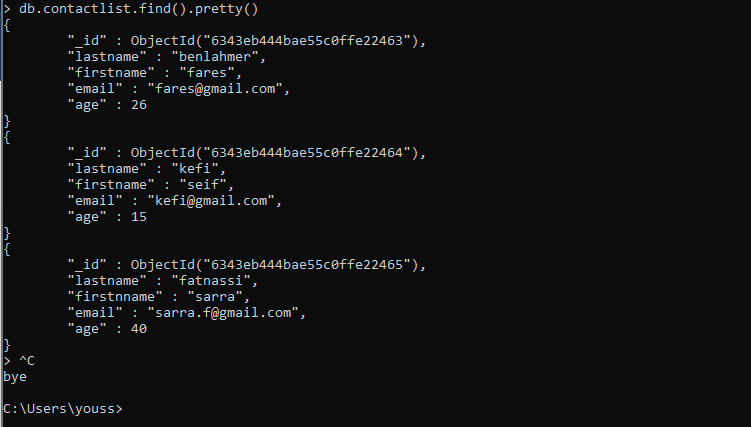 > db.contactlist.find().pretty()
{
        "_id" : ObjectId("6343eb444bae55c0ffe22463"),
        "lastname" : "benlahmer",
        "firstname" : "fares",
        "email" : "fares@gmail.com",
        "age" : 26
}
{
        "_id" : ObjectId("6343eb444bae55c0ffe22464"),
        "lastname" : "kefi",
        "firstname" : "seif",
        "email" : "kefi@gmail.com",
        "age" : 15
}
{
        "_id" : ObjectId("6343eb444bae55c0ffe22465"),
        "lastname" : "fatnassi",
        "firstnname" : "sarra",
        "email" : "sarra.f@gmail.com",
        "age" : 40
}
> ^C
bye
C:\Users\youss>